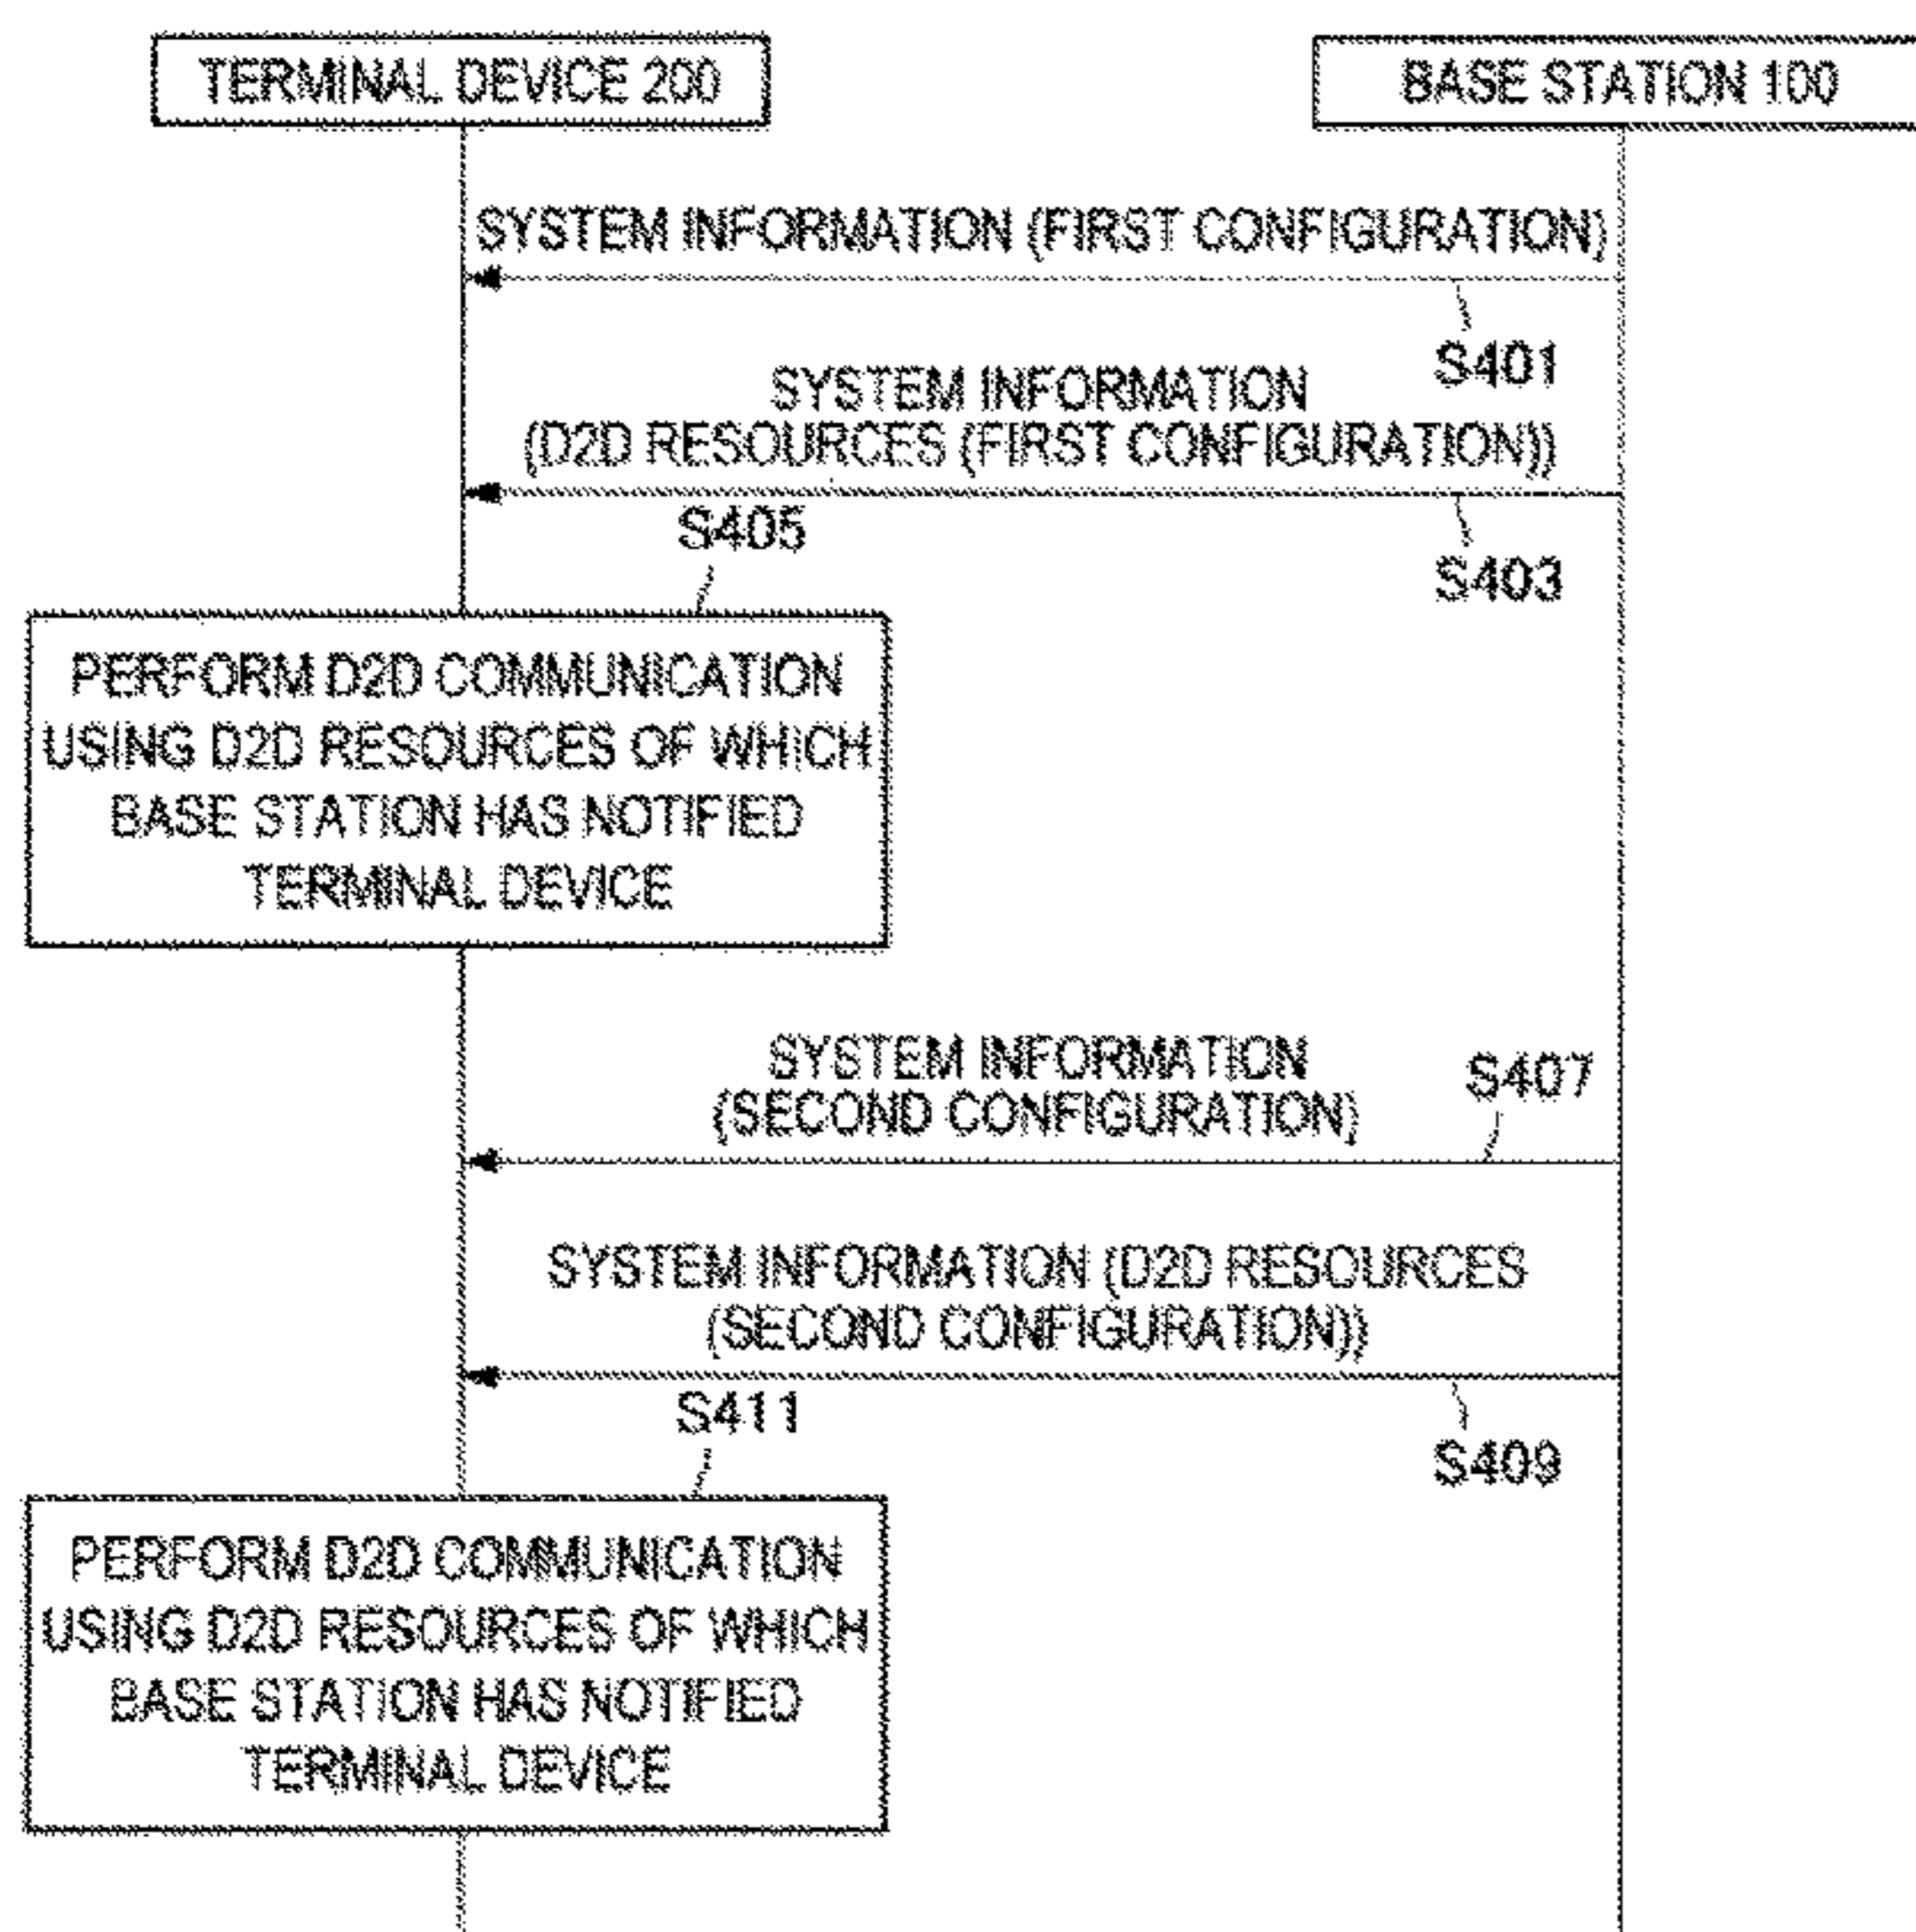 TERMINAL DEVICE 200
BASE STATION 100
SYSTEM INFORMATION (FIRST CONFIGURATION)
S401
SYSTEM INFORMATION
(D2D RESOURCES (FIRST CONFIGURATION))
S405
S403
PERFORM D2D COMMUNICATION
USING D2D RESOURCES OF WHICH
BASE STATION HAS NOTIFIED
TERMINAL DEVICE
SYSTEM INFORMATION
(SECOND CONFIGURATION)
S407
SYSTEM INFORMATION (D2D RESOURCES
(SECOND CONFIGURATION))
S411
S409
PERFORM D2D COMMUNICATION
USING D2D RESOURCES OF WHICH
BASE STATION HAS NOTIFIED
TERMINAL DEVICE